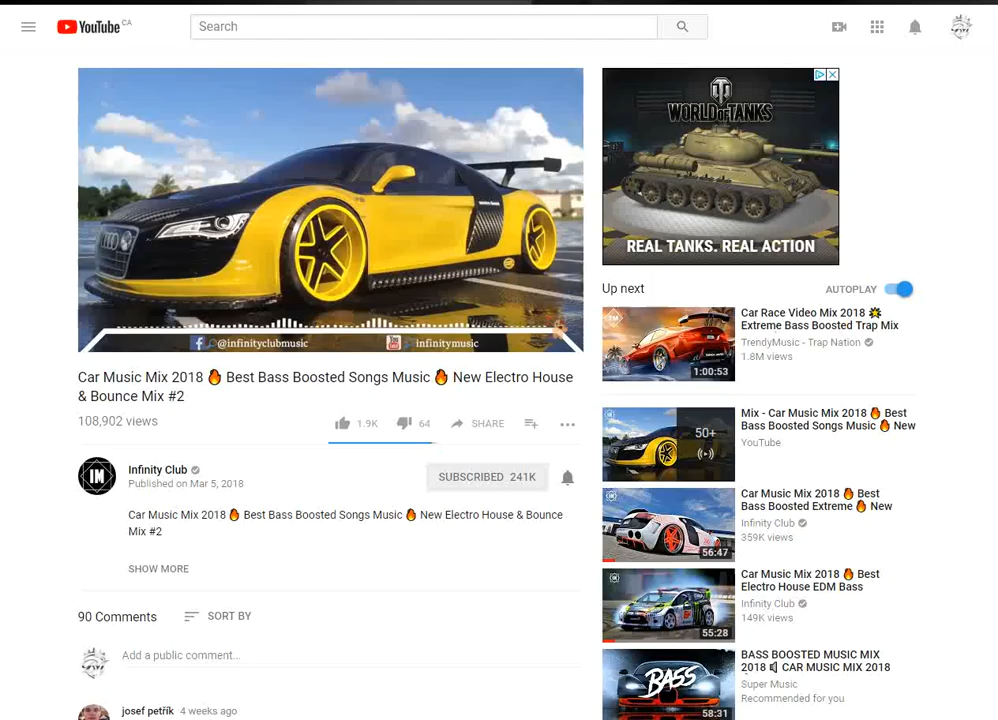 YouTube CA
Search
WORLD OF TANKS
REAL TANKS. REAL ACTION
@infinityclubmusic
You
Tube
infinitymusic
Car Music Mix 2018 🔥 Best Bass Boosted Songs Music 🔥 New Electro House
& Bounce Mix #2
108,902 views
1.9K
64
SHARE
Infinity Club
Published on Mar 5, 2018
SUBSCRIBED 241K
Car Music Mix 2018 🔥 Best Bass Boosted Songs Music 🔥 New Electro House & Bounce
Mix #2
SHOW MORE
90 Comments
SORT BY
Add a public comment...
josef petřík 4 weeks ago
Up next
AUTOPLAY
TM
1:00:53
Car Race Video Mix 2018 💥
Extreme Bass Boosted Trap Mix
TrendyMusic - Trap Nation
1.8M views
50+
Mix - Car Music Mix 2018 🔥 Best
Bass Boosted Songs Music 🔥 New
YouTube
56:47
Car Music Mix 2018 🔥 Best
Bass Boosted Extreme 🔥 New
Infinity Club
359K views
55:28
Car Music Mix 2018 🔥 Best
Electro House EDM Bass
Infinity Club
149K views
BASS
58:31
BASS BOOSTED MUSIC MIX
2018 🔈 CAR MUSIC MIX 2018
Super Music
Recommended for you